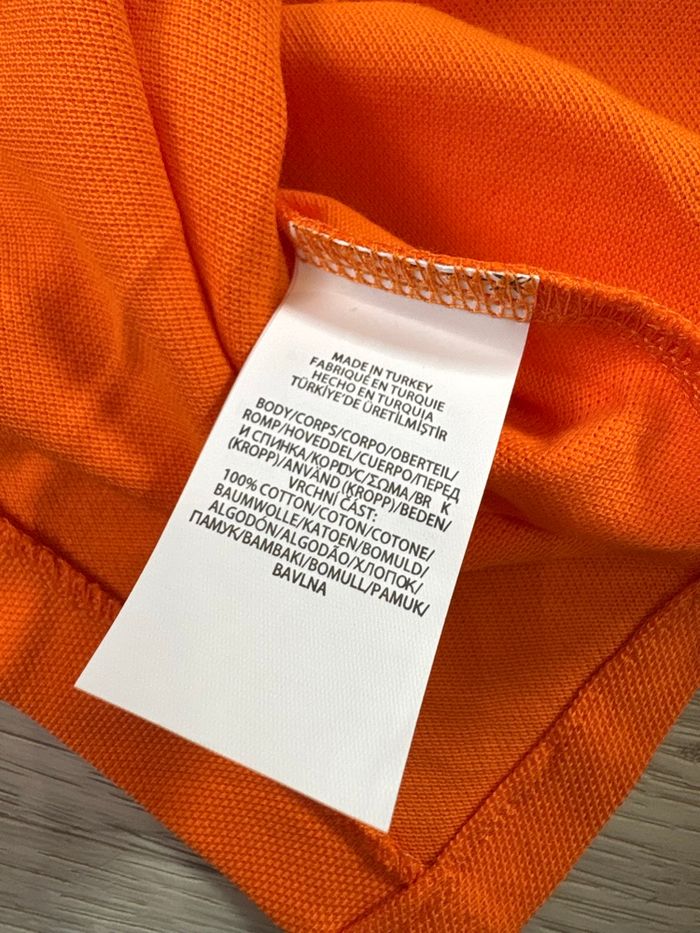 MADE IN TURKEY
FABRIQUÉ EN TURQUIE
HECHO EN TURQUIA
TÜRKİYE'DE ÜRETİLMİŞTİR
BODY/CORPS/CORPO/OBERTEIL/
ROMP/HOVEDDEL/CUERPO/ПЕРЕД
И СПИНКА/КОРПУС/ΣΩΜΑ/BR K
(KROPP)/ANVÄND (KROPP)/BEDEN/
VRCHNÍ ČÁST:
100% COTTON/COTON/COTONE/
BAUMWOLLE/KATOEN/BOMULD/
ALGODÓN/ALGODÃO/ХЛОПОК/
ПАМУК/BAMBAKI/BOMULL/PAMUK/
BAVLNA